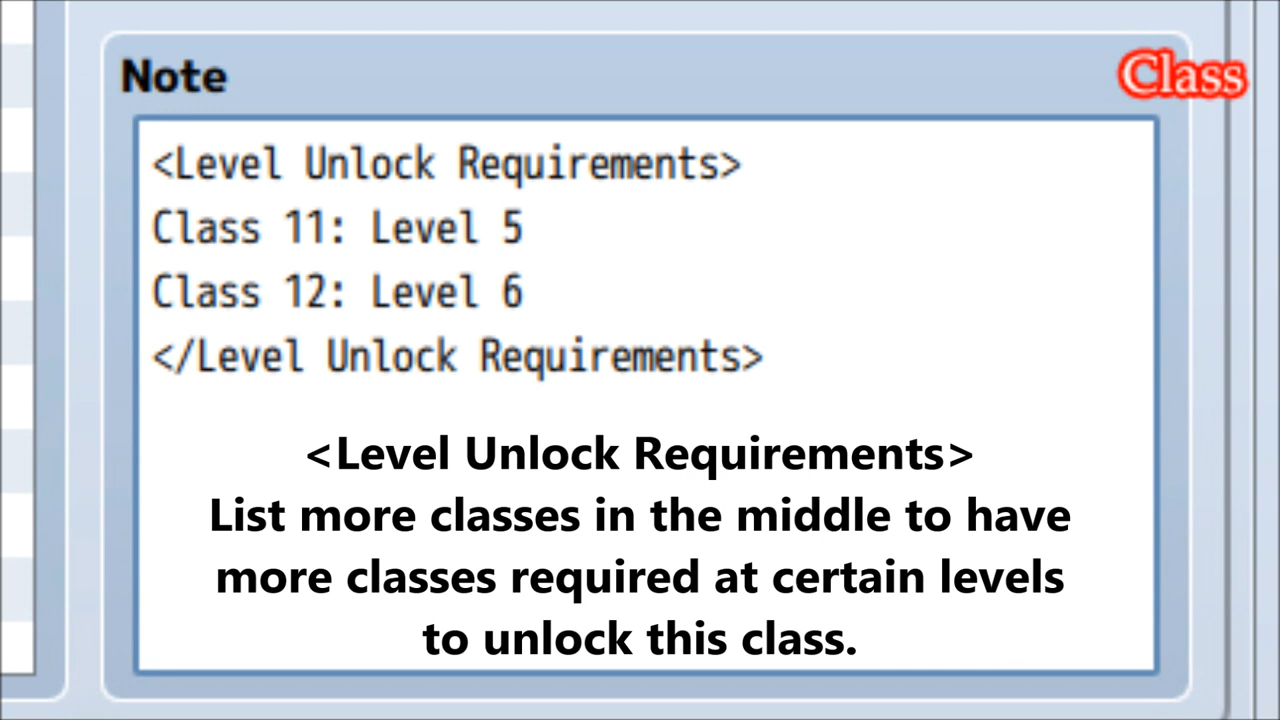 Note
Class
<Level Unlock Requirements>
Class 11: Level 5
Class 12: Level 6
</Level Unlock Requirements>
<Level Unlock Requirements>
List more classes in the middle to have
more classes required at certain levels
to unlock this class.